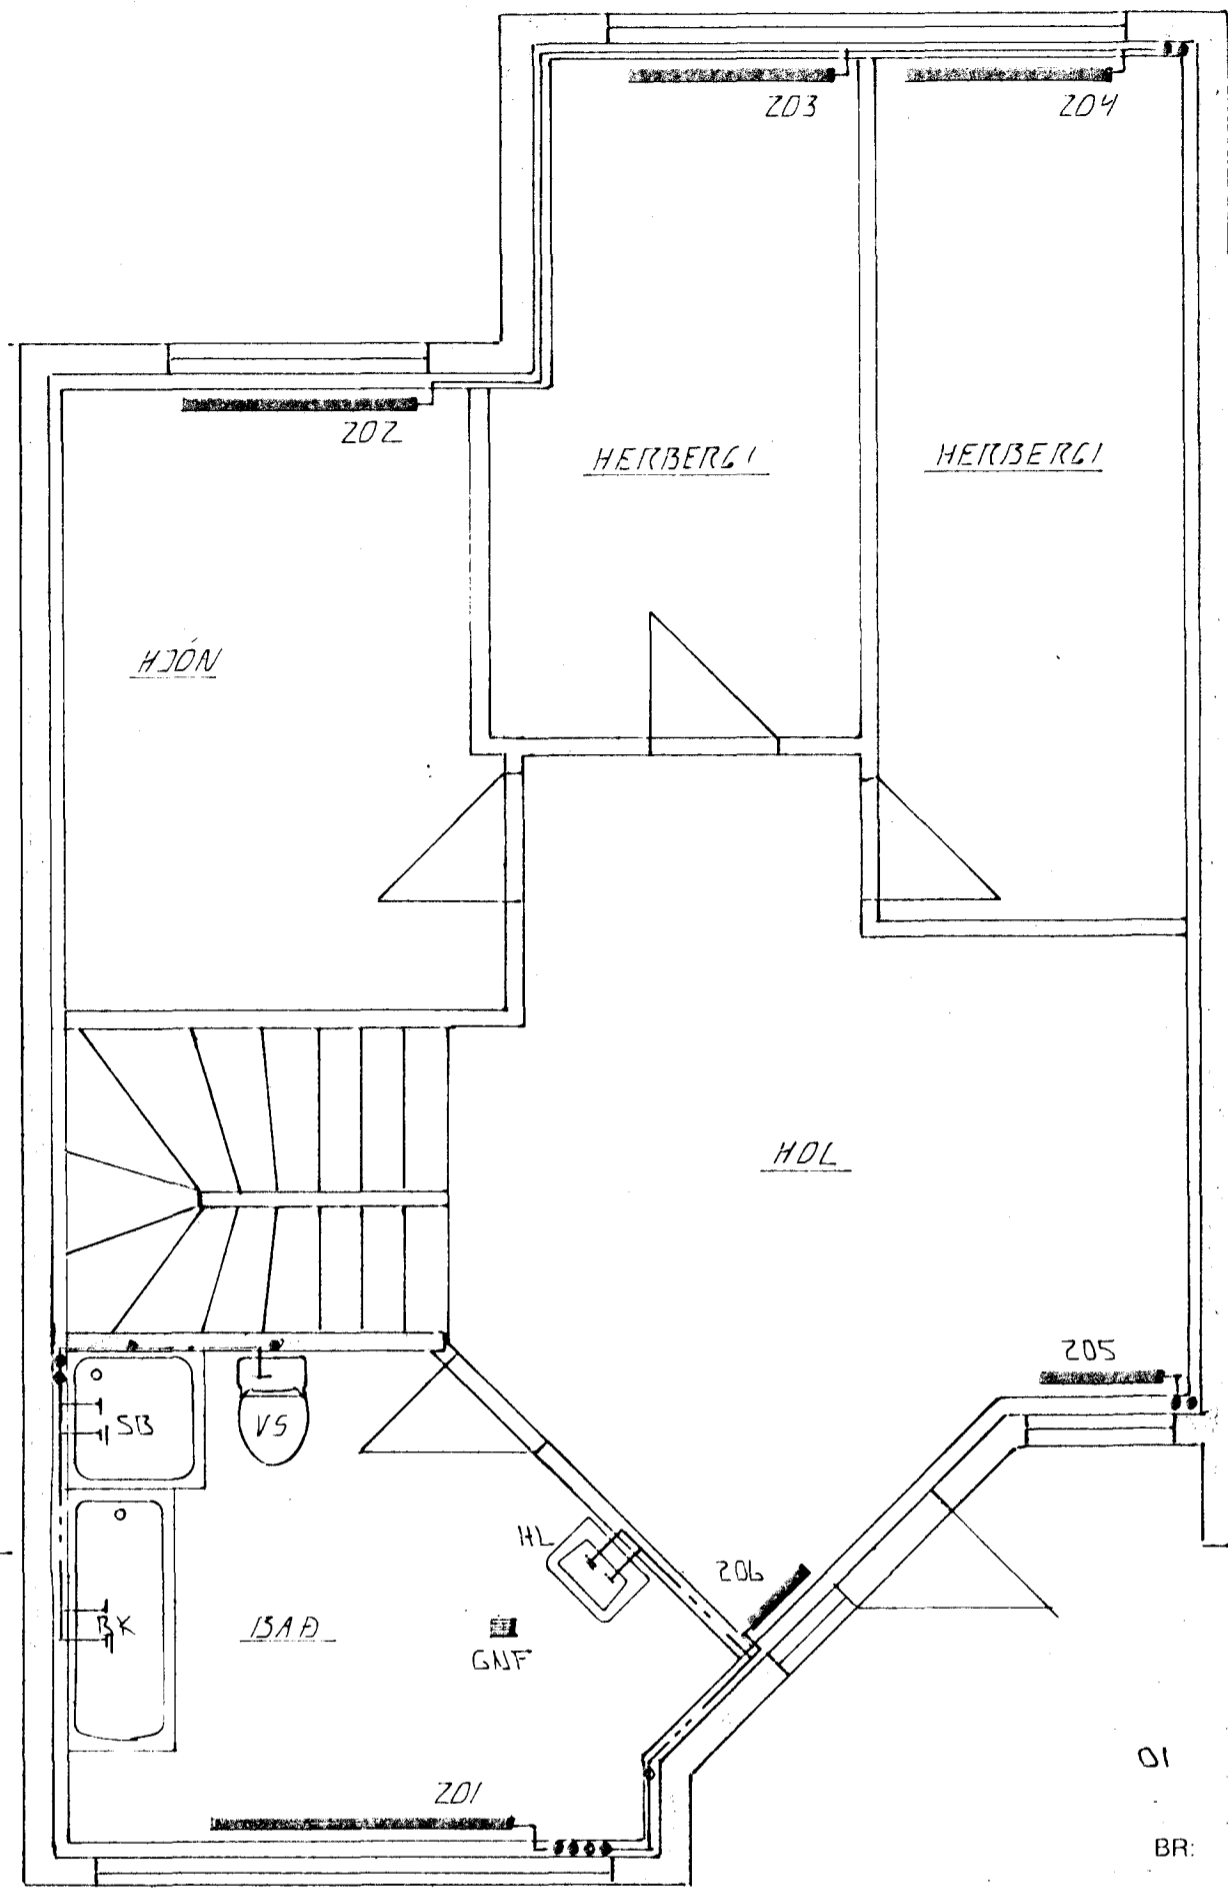 203
204
202
HERBERGI
HERBERGI
HJÓN
HOL
205
SB
VS
HL
206
BK
BAÐ
GNF
201
01
BR: